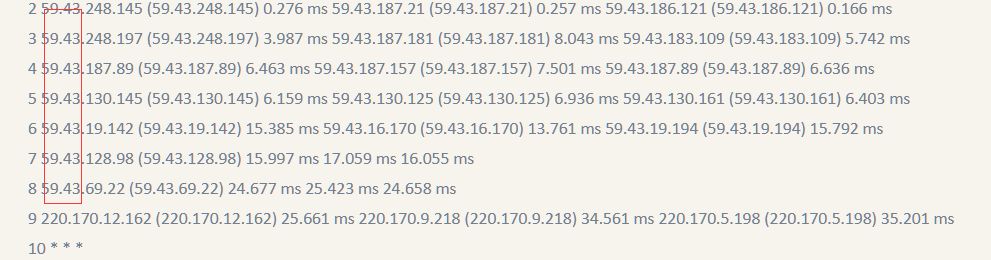 2 59.43.248.145 (59.43.248.145) 0.276 ms 59.43.187.21 (59.43.187.21) 0.257 ms 59.43.186.121 (59.43.186.121) 0.166 ms
3 59.43.248.197 (59.43.248.197) 3.987 ms 59.43.187.181 (59.43.187.181) 8.043 ms 59.43.183.109 (59.43.183.109) 5.742 ms
4 59.43.187.89 (59.43.187.89) 6.463 ms 59.43.187.157 (59.43.187.157) 7.501 ms 59.43.187.89 (59.43.187.89) 6.636 ms
5 59.43.130.145 (59.43.130.145) 6.159 ms 59.43.130.125 (59.43.130.125) 6.936 ms 59.43.130.161 (59.43.130.161) 6.403 ms
6 59.43.19.142 (59.43.19.142) 15.385 ms 59.43.16.170 (59.43.16.170) 13.761 ms 59.43.19.194 (59.43.19.194) 15.792 ms
7 59.43.128.98 (59.43.128.98) 15.997 ms 17.059 ms 16.055 ms
8 59.43.69.22 (59.43.69.22) 24.677 ms 25.423 ms 24.658 ms
9 220.170.12.162 (220.170.12.162) 25.661 ms 220.170.9.218 (220.170.9.218) 34.561 ms 220.170.5.198 (220.170.5.198) 35.201 ms
10 * * *